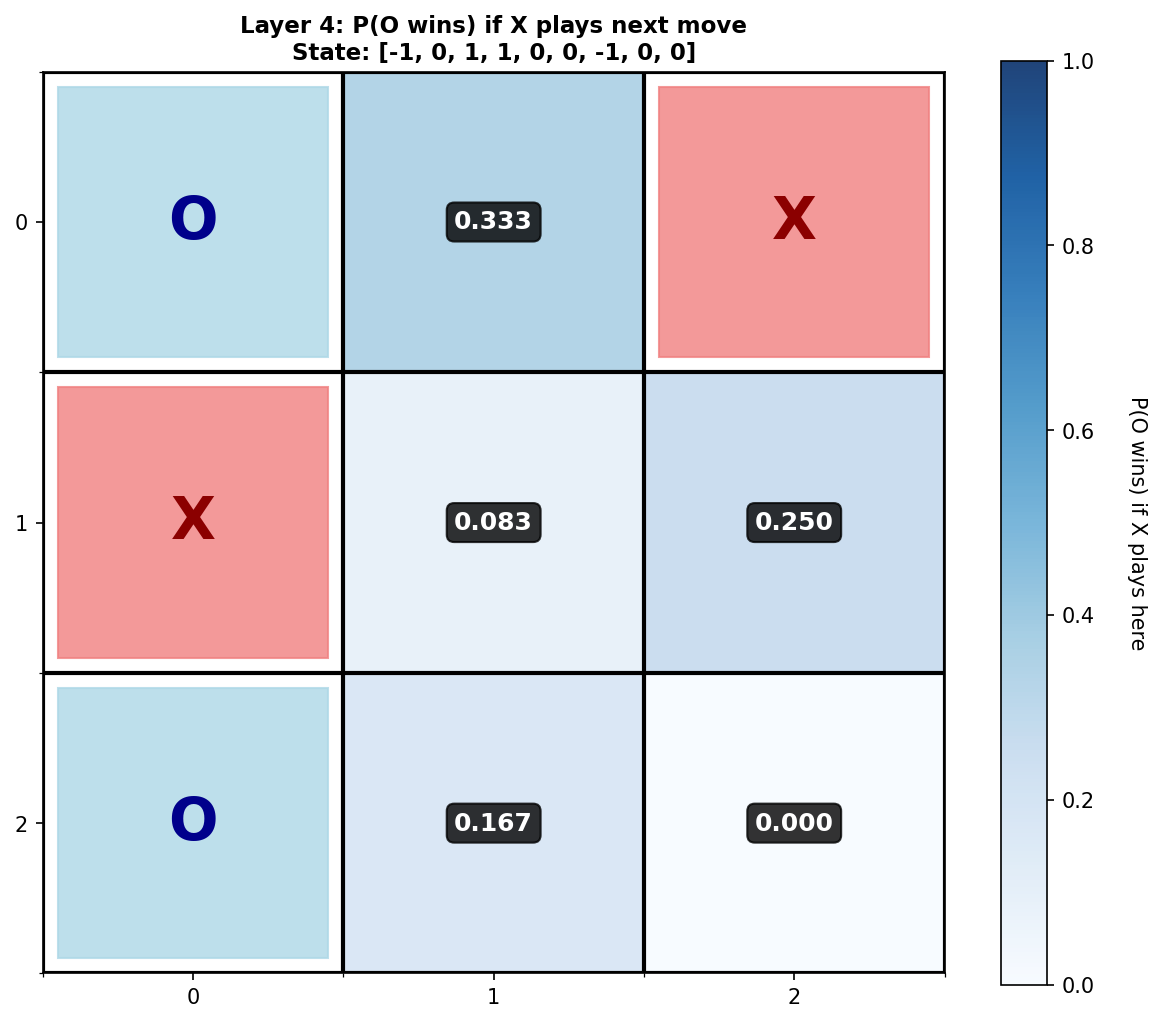 Layer 4: P(O wins) if X plays next move
State: [-1, 0, 1, 1, 0, 0, -1, 0, 0]
O
0.333
X
X
0.083
0.250
O
0.167
0.000
0
1
2
0
1
2
1.0
0.8
0.6
0.4
0.2
0.0
P(O wins) if X plays here